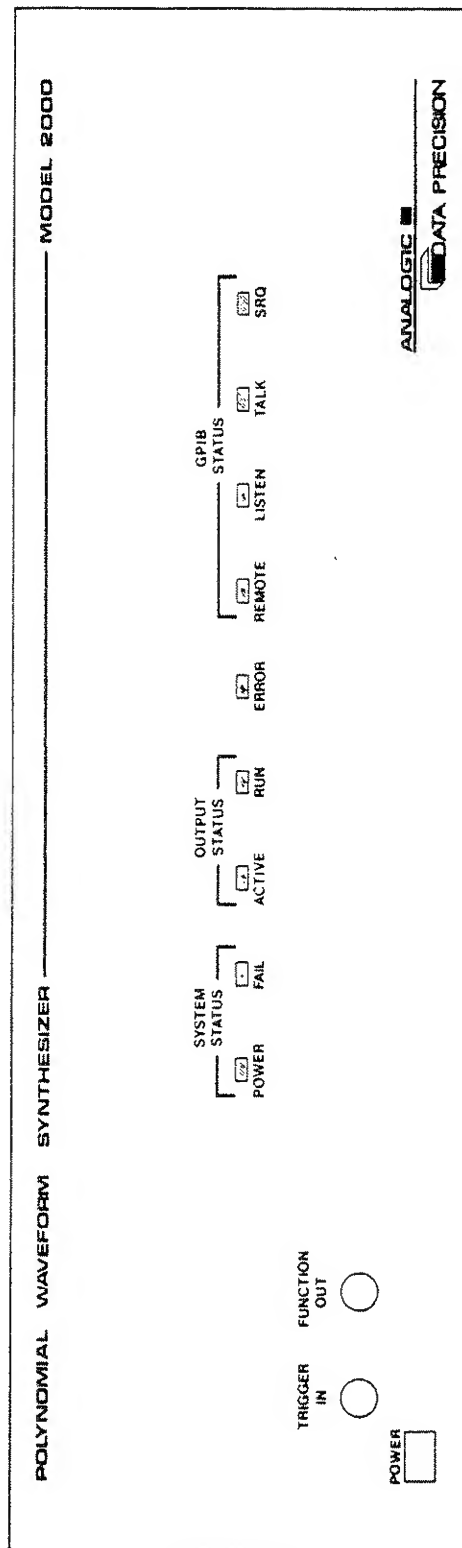 POLYNOMIAL WAVEFORM SYNTHESIZER MODEL 2000
SYSTEM
STATUS
POWER FAIL
OUTPUT
STATUS
ACTIVE RUN
ERROR
GPIB
STATUS
REMOTE LISTEN TALK SRQ
TRIGGER
IN
FUNCTION
OUT
POWER
ANALOGIC
DATA PRECISION